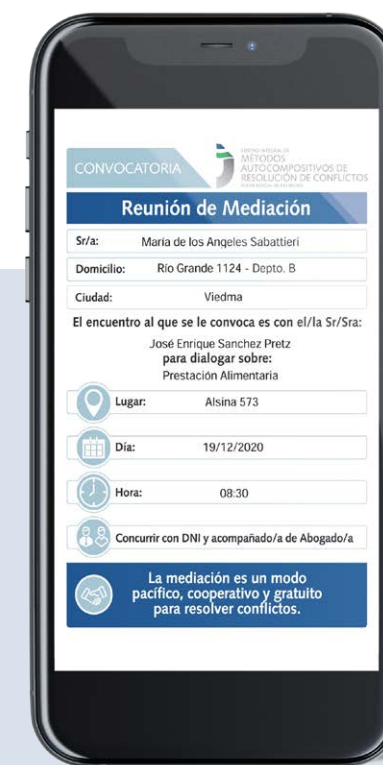 CONVOCATORIA
CENTRO INTEGRAL DE
MÉTODOS
AUTOCOMPOSITIVOS DE
RESOLUCIÓN DE CONFLICTOS
Reunión de Mediación
Sr/a: María de los Angeles Sabattieri
Domicilio: Río Grande 1124 - Depto. B
Ciudad: Viedma
El encuentro al que se le convoca es con el/la Sr/Sra:
José Enrique Sanchez Pretz
para dialogar sobre:
Prestación Alimentaria
Lugar: Alsina 573
Día: 19/12/2020
Hora: 08:30
Concurrir con DNI y acompañado/a de Abogado/a
La mediación es un modo
pacífico, cooperativo y gratuito
para resolver conflictos.